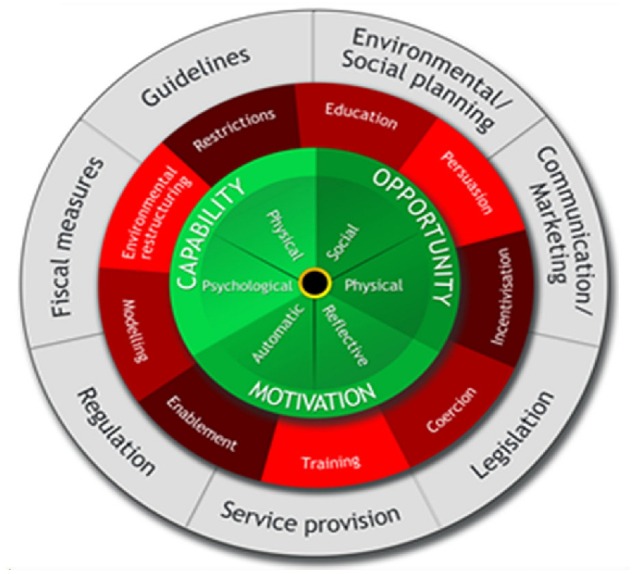 Guidelines
Environmental/
Social planning
Communication/
Marketing
Legislation
Service provision
Regulation
Fiscal measures
Restrictions
Education
Persuasion
Incentivisation
Coercion
Training
Enablement
Modelling
Environmental
restructuring
CAPABILITY
OPPORTUNITY
MOTIVATION
Physical
Social
Psychological
Physical
Automatic
Reflective